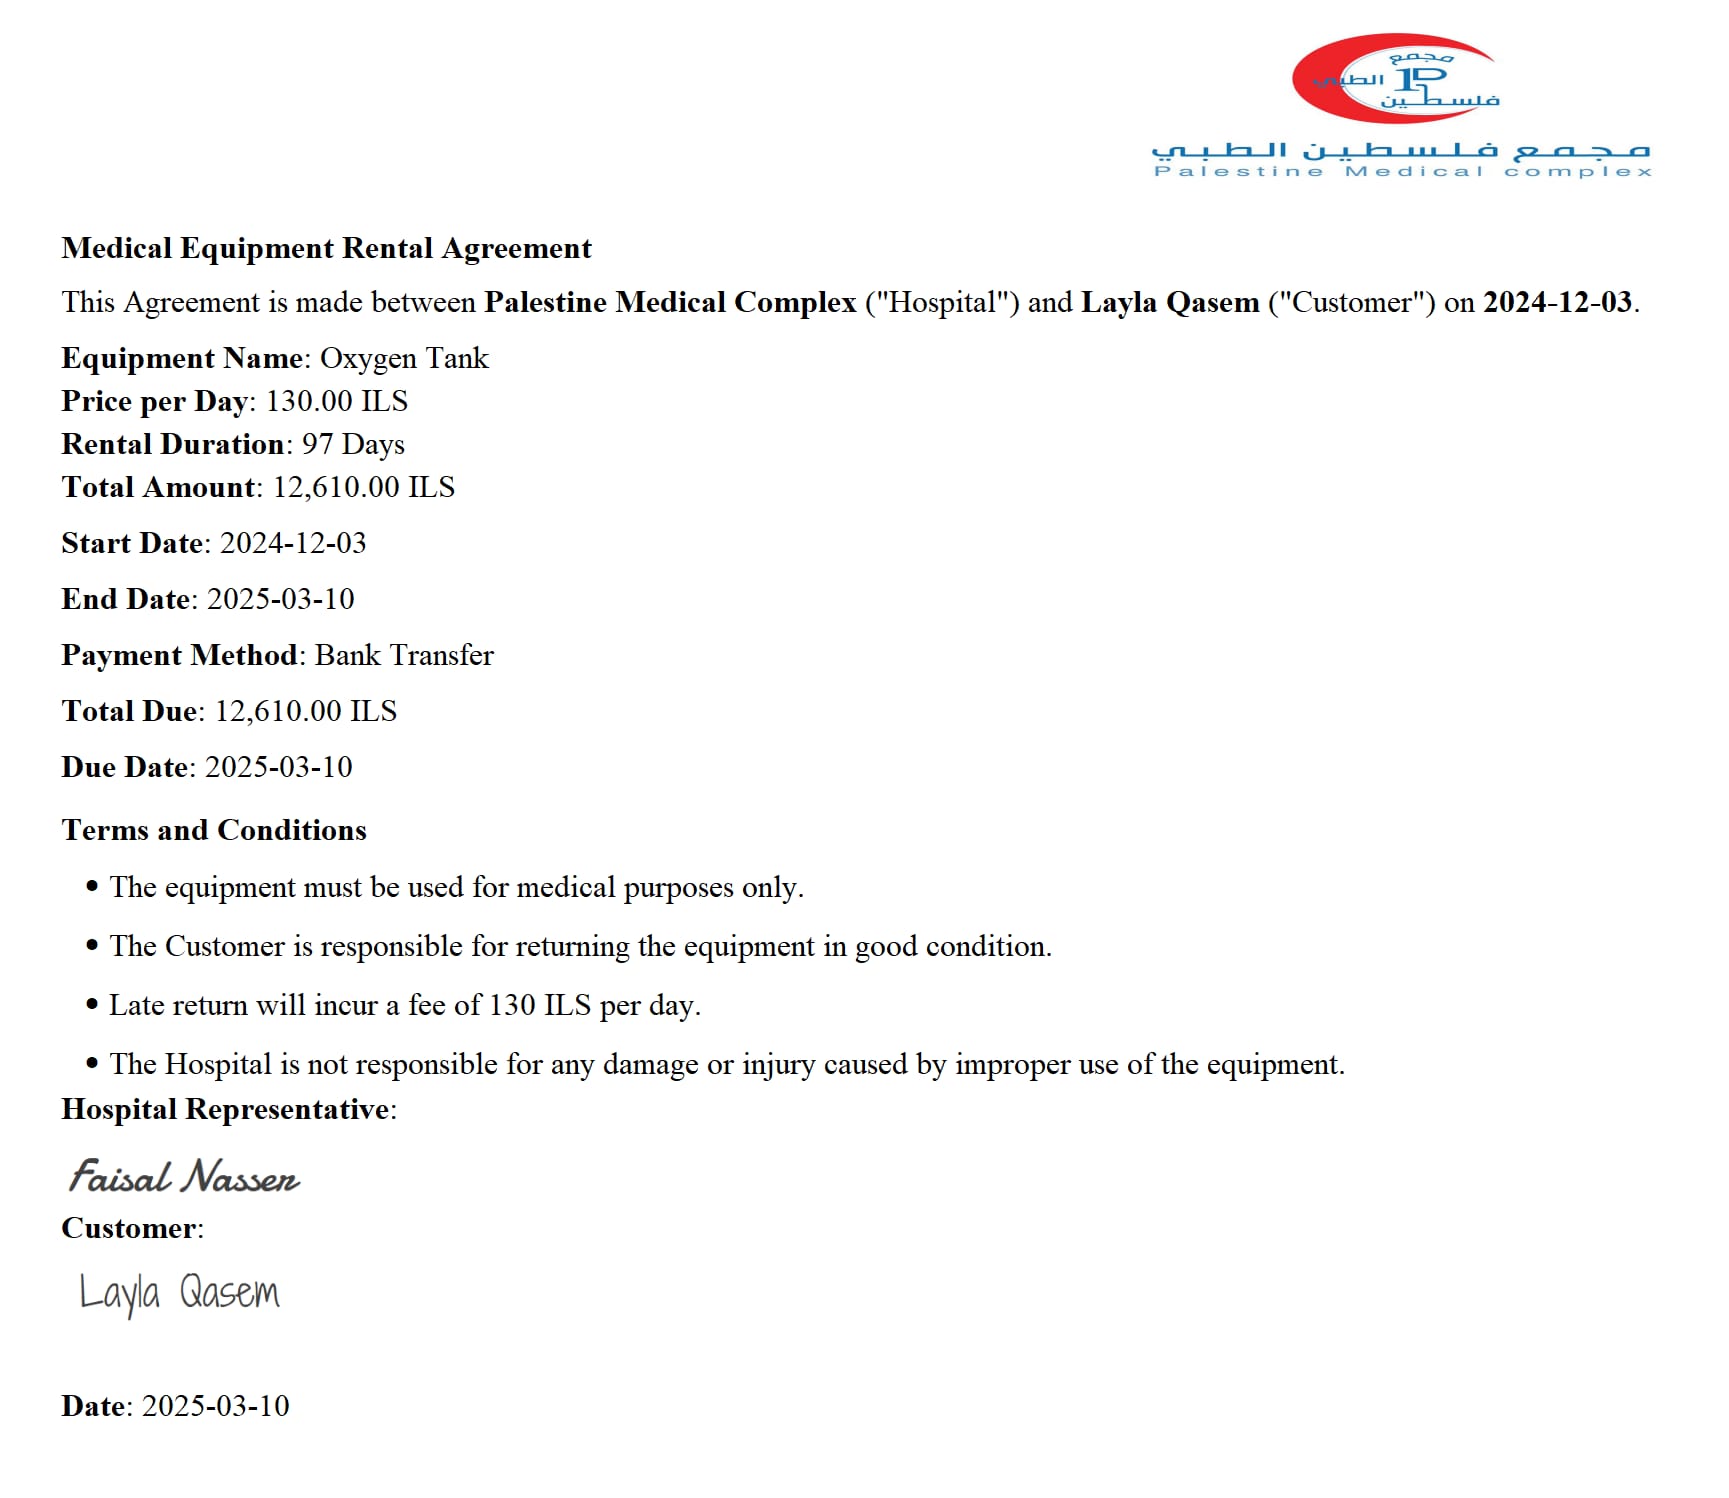 مجمع
الطبي
فلسطين
مجمع فلسطين الطبي
Palestine Medical complex
Medical Equipment Rental Agreement
This Agreement is made between Palestine Medical Complex ("Hospital") and Layla Qasem ("Customer") on 2024-12-03.
Equipment Name: Oxygen Tank
Price per Day: 130.00 ILS
Rental Duration: 97 Days
Total Amount: 12,610.00 ILS
Start Date: 2024-12-03
End Date: 2025-03-10
Payment Method: Bank Transfer
Total Due: 12,610.00 ILS
Due Date: 2025-03-10
Terms and Conditions
• The equipment must be used for medical purposes only.
• The Customer is responsible for returning the equipment in good condition.
• Late return will incur a fee of 130 ILS per day.
• The Hospital is not responsible for any damage or injury caused by improper use of the equipment.
Hospital Representative:
Faisal Nasser
Customer:
Layla Qasem
Date: 2025-03-10